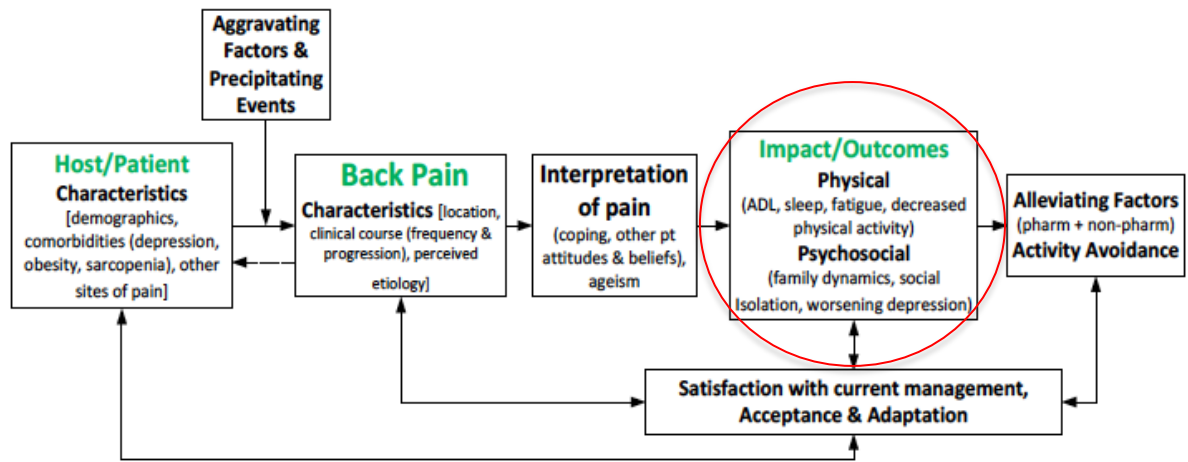 Aggravating
Factors &
Precipitating
Events
Host/Patient
Characteristics
[demographics,
comorbidities (depression,
obesity, sarcopenia), other
sites of pain]
Back Pain
Characteristics [location,
clinical course (frequency &
progression), perceived
etiology]
Interpretation
of pain
(coping, other pt
attitudes & beliefs),
ageism
Impact/Outcomes
Physical
(ADL, sleep, fatigue, decreased
physical activity)
Psychosocial
(family dynamics, social
Isolation, worsening depression)
Alleviating Factors
(pharm + non-pharm)
Activity Avoidance
Satisfaction with current management,
Acceptance & Adaptation